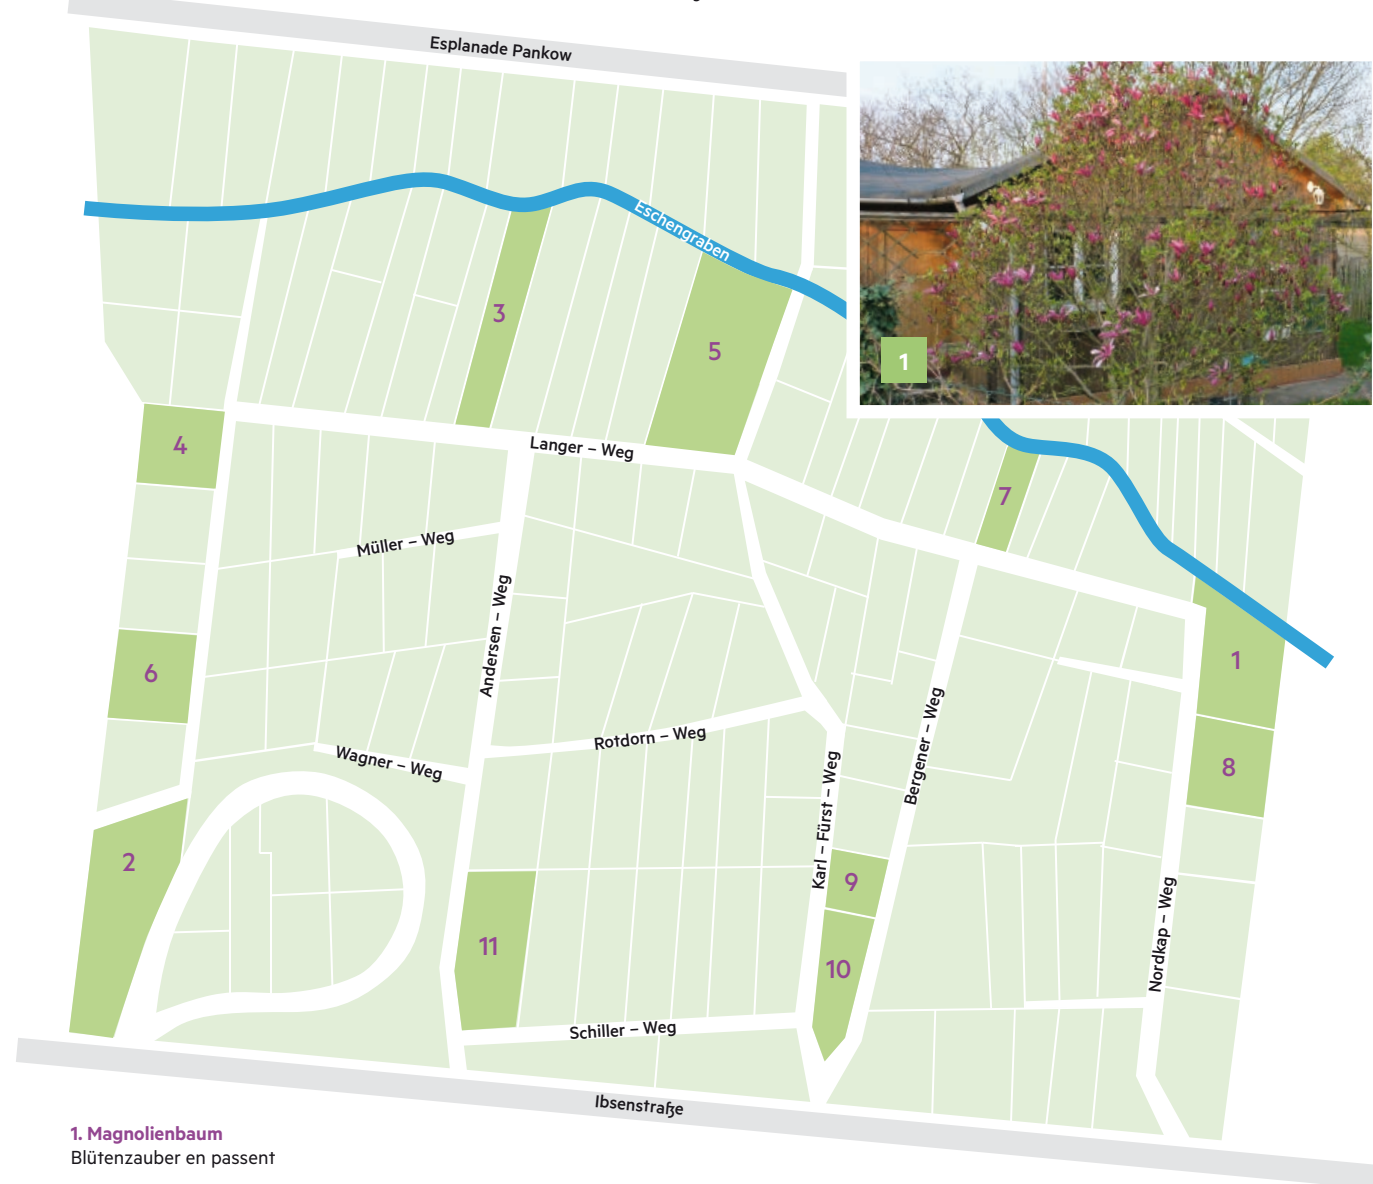 Esplanade Pankow
Eschengraben
1
3
5
4
Langer – Weg
7
Müller – Weg
Andersen – Weg
6
1
Bergener – Weg
Rotdorn – Weg
Wagner – Weg
Karl – Fürst – Weg
8
2
9
11
10
Nordkap – Weg
Schiller – Weg
Ibsenstraße
1. Magnolienbaum
Blütenzauber en passent